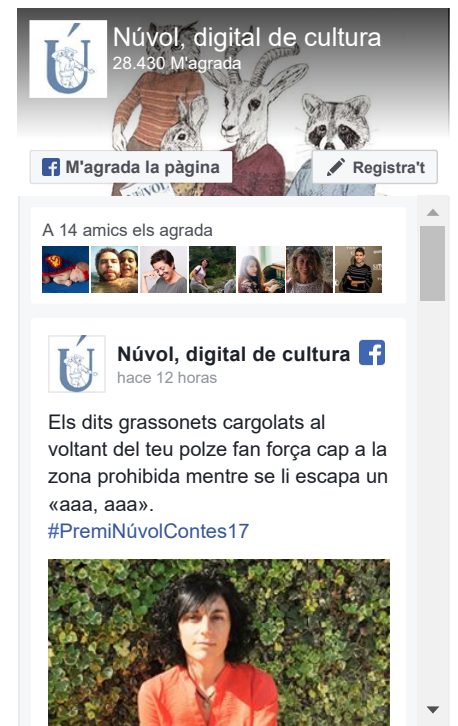 Núvol, digital de cultura
28.430 M'agrada
NÚVOL
M'agrada la pàgina
Registra't
A 14 amics els agrada
Núvol, digital de cultura
hace 12 horas
Els dits grassonets cargolats al
voltant del teu polze fan força cap a la
zona prohibida mentre se li escapa un
«aaa, aaa».
#PremiNúvolContes17